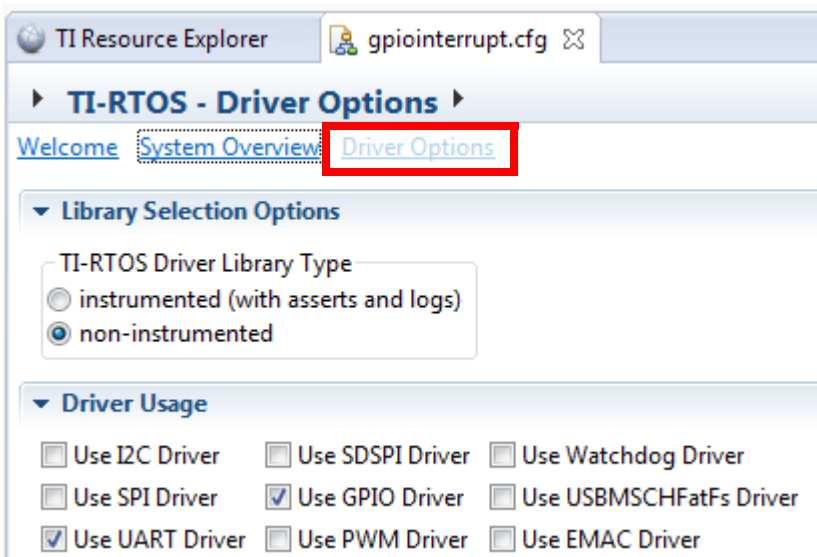 TI Resource Explorer gpiointerrupt.cfg
TI-RTOS - Driver Options
Welcome System Overview Driver Options
Library Selection Options
TI-RTOS Driver Library Type
instrumented (with asserts and logs)
non-instrumented
Driver Usage
Use I2C Driver Use SDSPI Driver Use Watchdog Driver
Use SPI Driver Use GPIO Driver Use USBMSCHFatFs Driver
Use UART Driver Use PWM Driver Use EMAC Driver